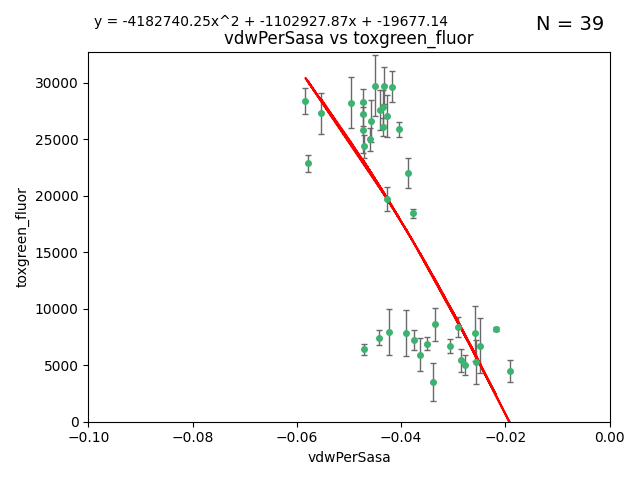 y = -4182740.25x^2 + -1102927.87x + -19677.14
N = 39
vdwPerSasa vs toxgreen_fluor
30000
25000
20000
15000
10000
5000
0
toxgreen_fluor
−0.10
−0.08
−0.06
−0.04
−0.02
0.00
vdwPerSasa